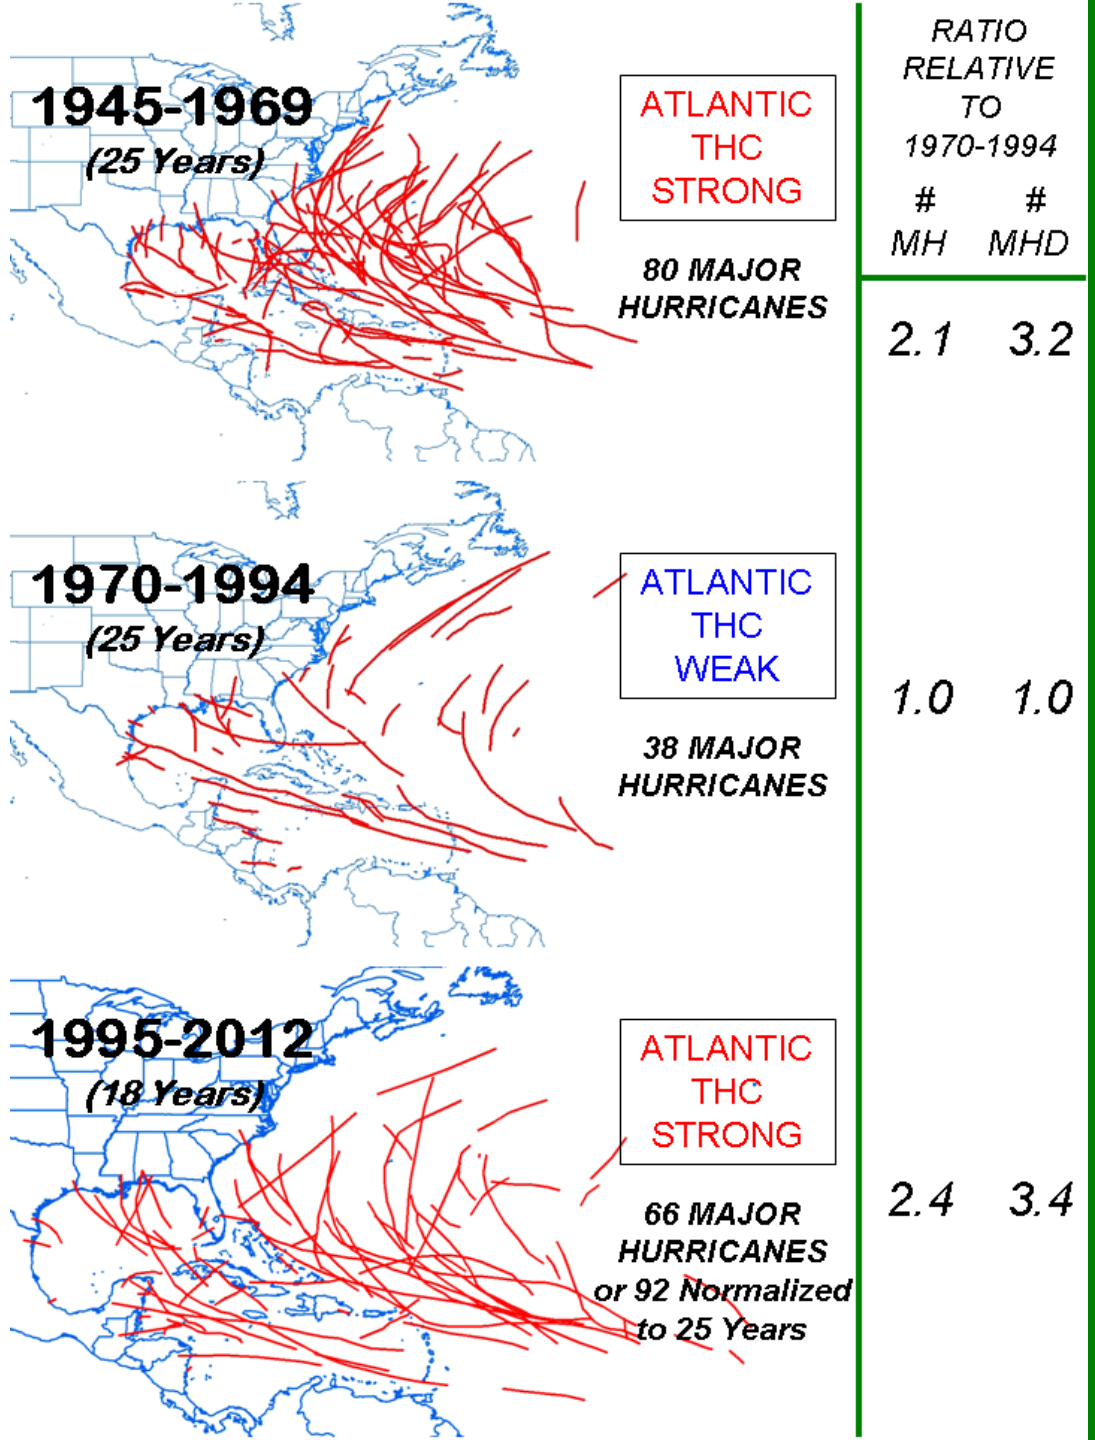 RATIO
RELATIVE
TO
1970-1994
# #
MH MHD
1945-1969
(25 Years)
ATLANTIC
THC
STRONG
80 MAJOR
HURRICANES
2.1 3.2
1970-1994
(25 Years)
ATLANTIC
THC
WEAK
38 MAJOR
HURRICANES
1.0 1.0
1995-2012
(18 Years)
ATLANTIC
THC
STRONG
66 MAJOR
HURRICANES
or 92 Normalized
to 25 Years
2.4 3.4